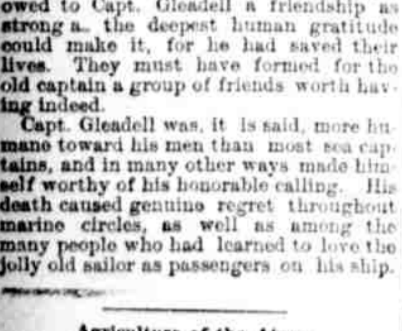 owed to Capt. Gleadell a friendship as
strong a the deepest human gratitude
could make it, for he had saved their
lives. They must have formed for the
old captain a group of friends worth hav-
ing indeed.
Capt. Gleadell was, it is said, more hu-
mane toward his men than most sea cap-
tains, and in many other ways made him-
self worthy of his honorable calling. His
death caused genuine regret throughout
marine circles, as well as among the
many people who had learned to love the
jolly old sailor as passengers on his ship.